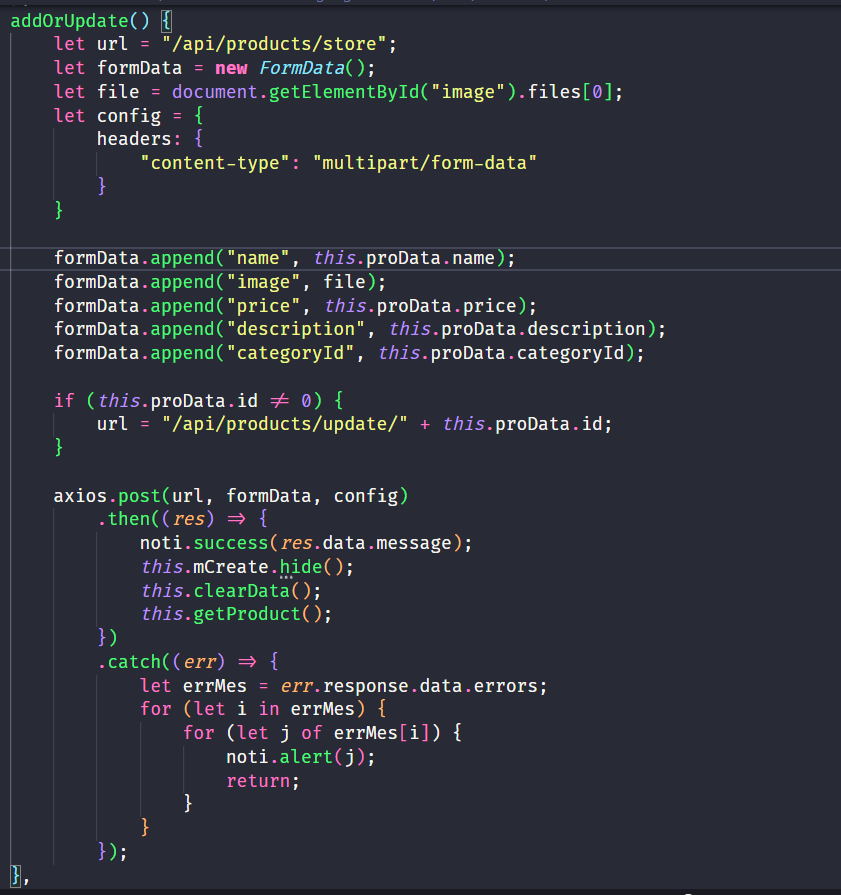 addOrUpdate() {
    let url = "/api/products/store";
    let formData = new FormData();
    let file = document.getElementById("image").files[0];
    let config = {
        headers: {
            "content-type": "multipart/form-data"
        }
    }

    formData.append("name", this.proData.name);
    formData.append("image", file);
    formData.append("price", this.proData.price);
    formData.append("description", this.proData.description);
    formData.append("categoryId", this.proData.categoryId);

    if (this.proData.id ≠ 0) {
        url = "/api/products/update/" + this.proData.id;
    }

    axios.post(url, formData, config)
        .then((res) ⇒ {
            noti.success(res.data.message);
            this.mCreate.hide();
            this.clearData();
            this.getProduct();
        })
        .catch((err) ⇒ {
            let errMes = err.response.data.errors;
            for (let i in errMes) {
                for (let j of errMes[i]) {
                    noti.alert(j);
                    return;
                }
            }
        });
},